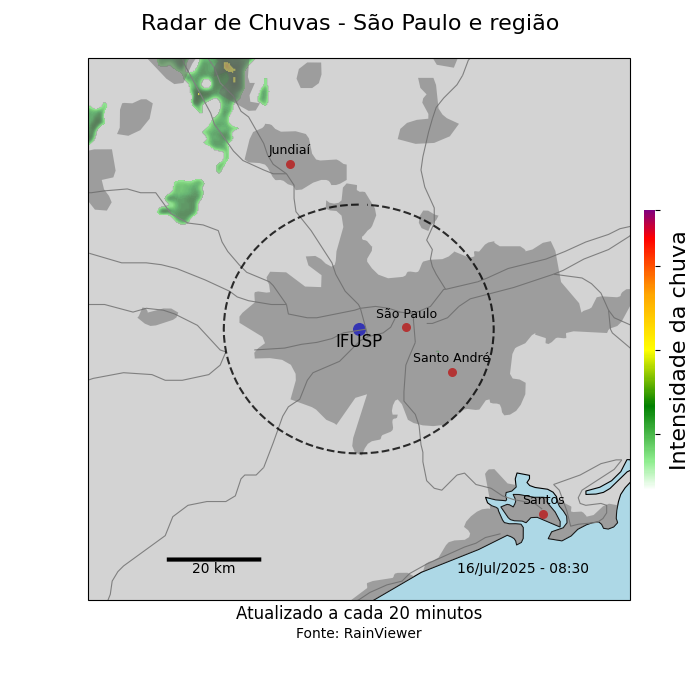 Radar de Chuvas - São Paulo e região
Jundiaí
São Paulo
IFUSP
Santo André
Santos
20 km
16/Jul/2025 - 08:30
Intensidade da chuva
Atualizado a cada 20 minutos
Fonte: RainViewer